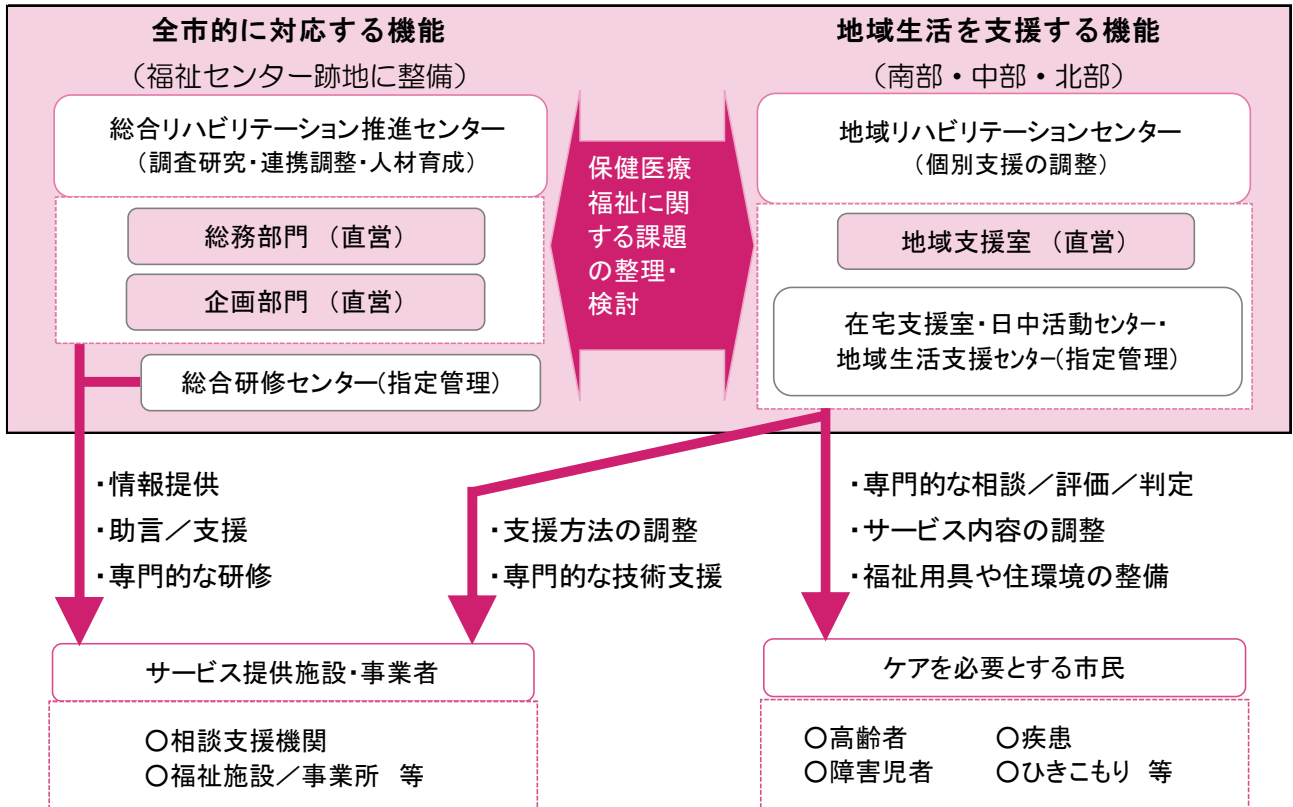 全市的に対応する機能
（福祉センター跡地に整備）
総合リハビリテーション推進センター
（調査研究・連携調整・人材育成）
総務部門 （直営）
企画部門 （直営）
総合研修センター(指定管理）
保健医療
福祉に関
する課題
の整理・
検討
地域生活を支援する機能
（南部・中部・北部）
地域リハビリテーションセンター
（個別支援の調整）
地域支援室 （直営）
在宅支援室・日中活動ｾﾝﾀｰ・
地域生活支援ｾﾝﾀｰ(指定管理）
・情報提供
・助言／支援
・専門的な研修
・支援方法の調整
・専門的な技術支援
・専門的な相談／評価／判定
・サービス内容の調整
・福祉用具や住環境の整備
サービス提供施設・事業者
〇相談支援機関
〇福祉施設／事業所 等
ケアを必要とする市民
〇高齢者 〇疾患
〇障害児者 〇ひきこもり 等